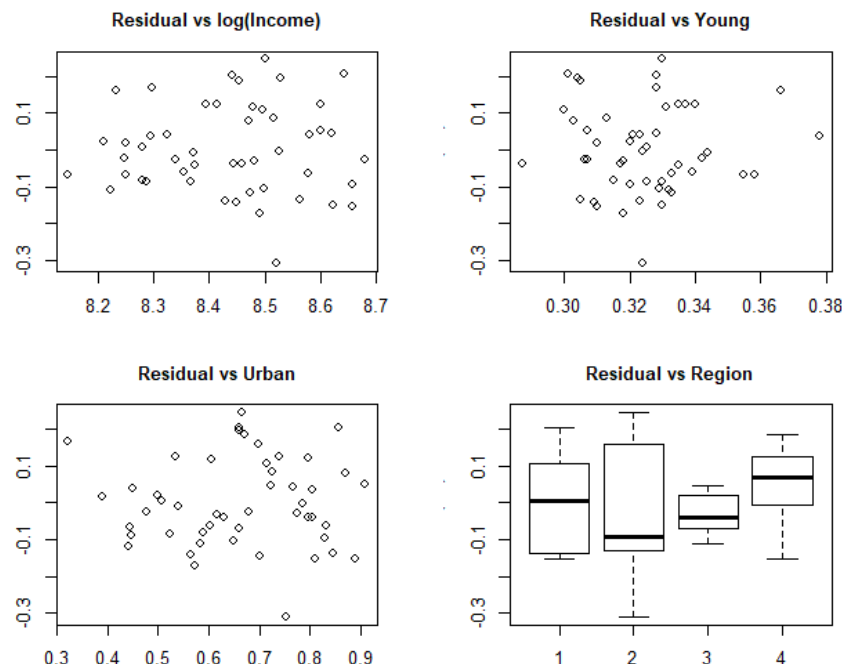 Residual vs log(Income)
0.1
-0.1
-0.3
8.2 8.3 8.4 8.5 8.6 8.7
Residual vs Young
0.1
-0.1
-0.3
0.30 0.32 0.34 0.36 0.38
Residual vs Urban
0.1
-0.1
-0.3
0.3 0.4 0.5 0.6 0.7 0.8 0.9
Residual vs Region
0.1
-0.1
-0.3
1 2 3 4